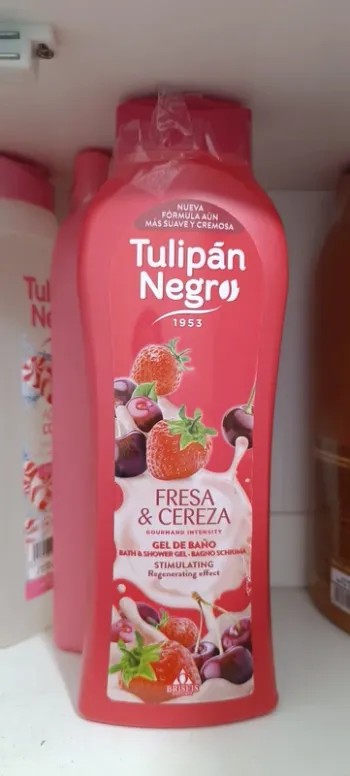 NUEVA
FÓRMULA AÚN
MÁS SUAVE Y CREMOSA
Tulipán
Negro
1953
FRESA
& CEREZA
GOURMAND INTENSITY
GEL DE BAÑO
BATH & SHOWER GEL - BAGNO SCHIUMA
STIMULATING
Regenerating effect
BRISEIS
Tul
Ne